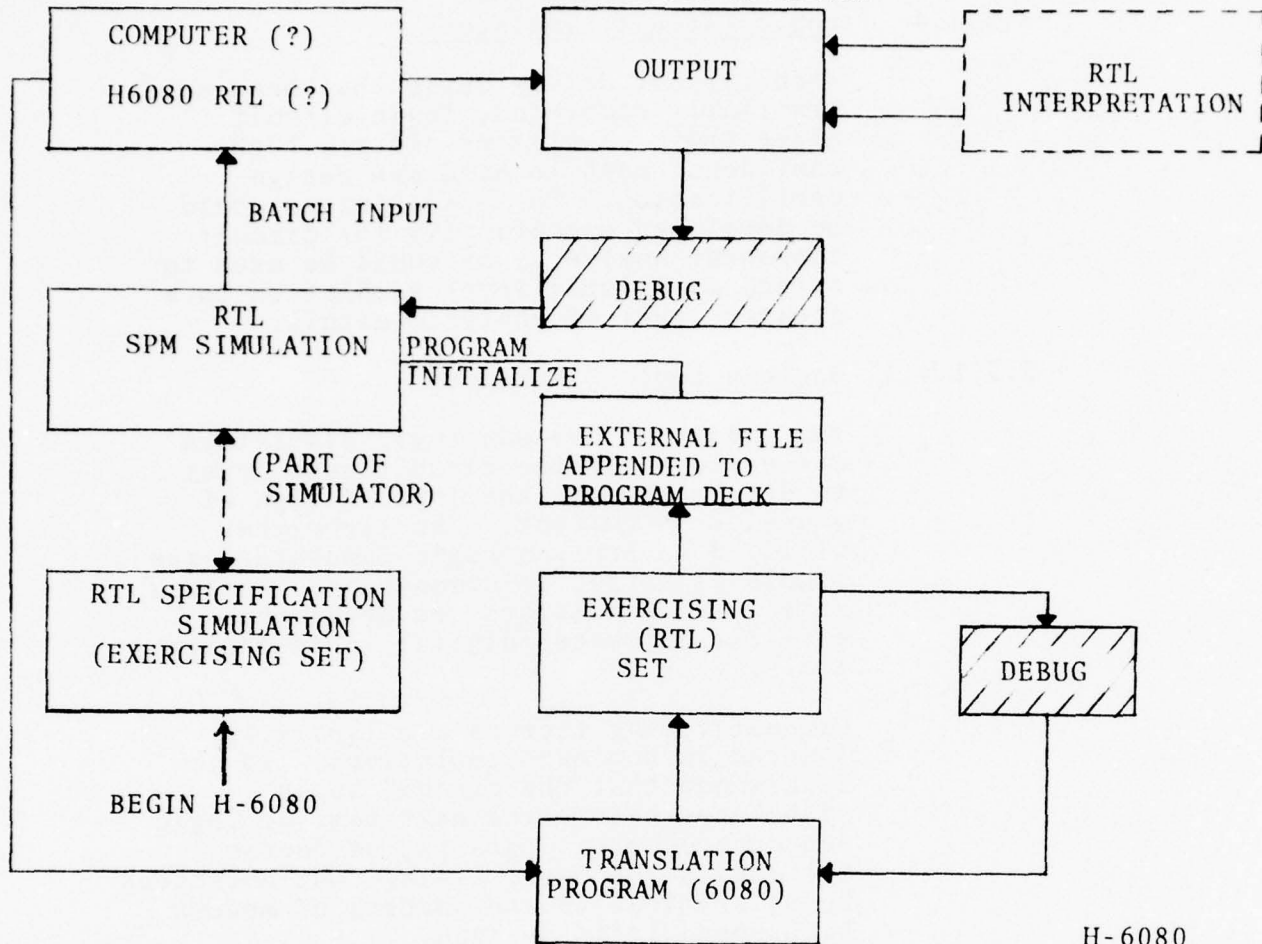 COMPUTER (?)
H6080 RTL (?)
OUTPUT
RTL
INTERPRETATION
BATCH INPUT
DEBUG
RTL
SPM SIMULATION
PROGRAM
INITIALIZE
EXTERNAL FILE
APPENDED TO
PROGRAM DECK
(PART OF
SIMULATOR)
RTL SPECIFICATION
SIMULATION
(EXERCISING SET)
EXERCISING
(RTL)
SET
DEBUG
BEGIN H-6080
TRANSLATION
PROGRAM (6080)
H-6080